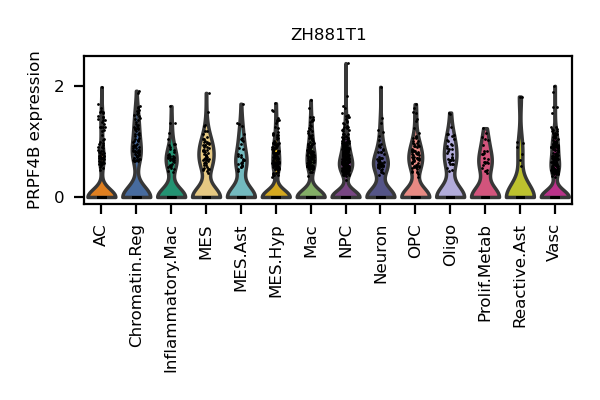 ZH881T1
PRPF4B expression
2
0
AC
Chromatin.Reg
Inflammatory.Mac
MES
MES.Ast
MES.Hyp
Mac
NPC
Neuron
OPC
Oligo
Prolif.Metab
Reactive.Ast
Vasc